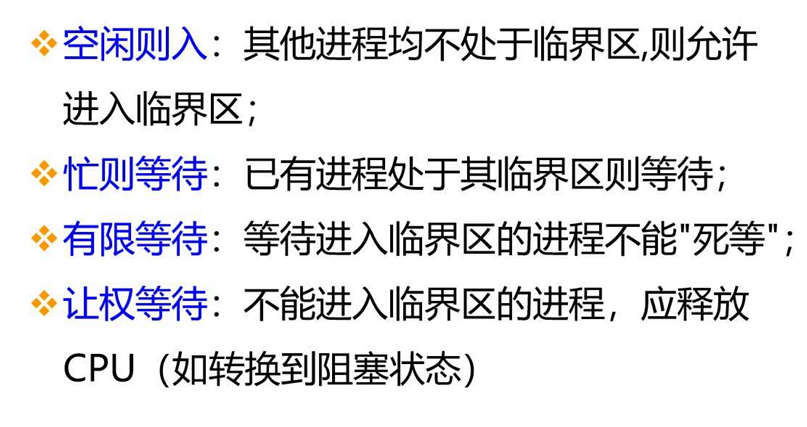 空闲则入：其他进程均不处于临界区,则允许
进入临界区；
忙则等待：已有进程处于其临界区则等待；
有限等待：等待进入临界区的进程不能"死等"；
让权等待：不能进入临界区的进程，应释放
CPU（如转换到阻塞状态）